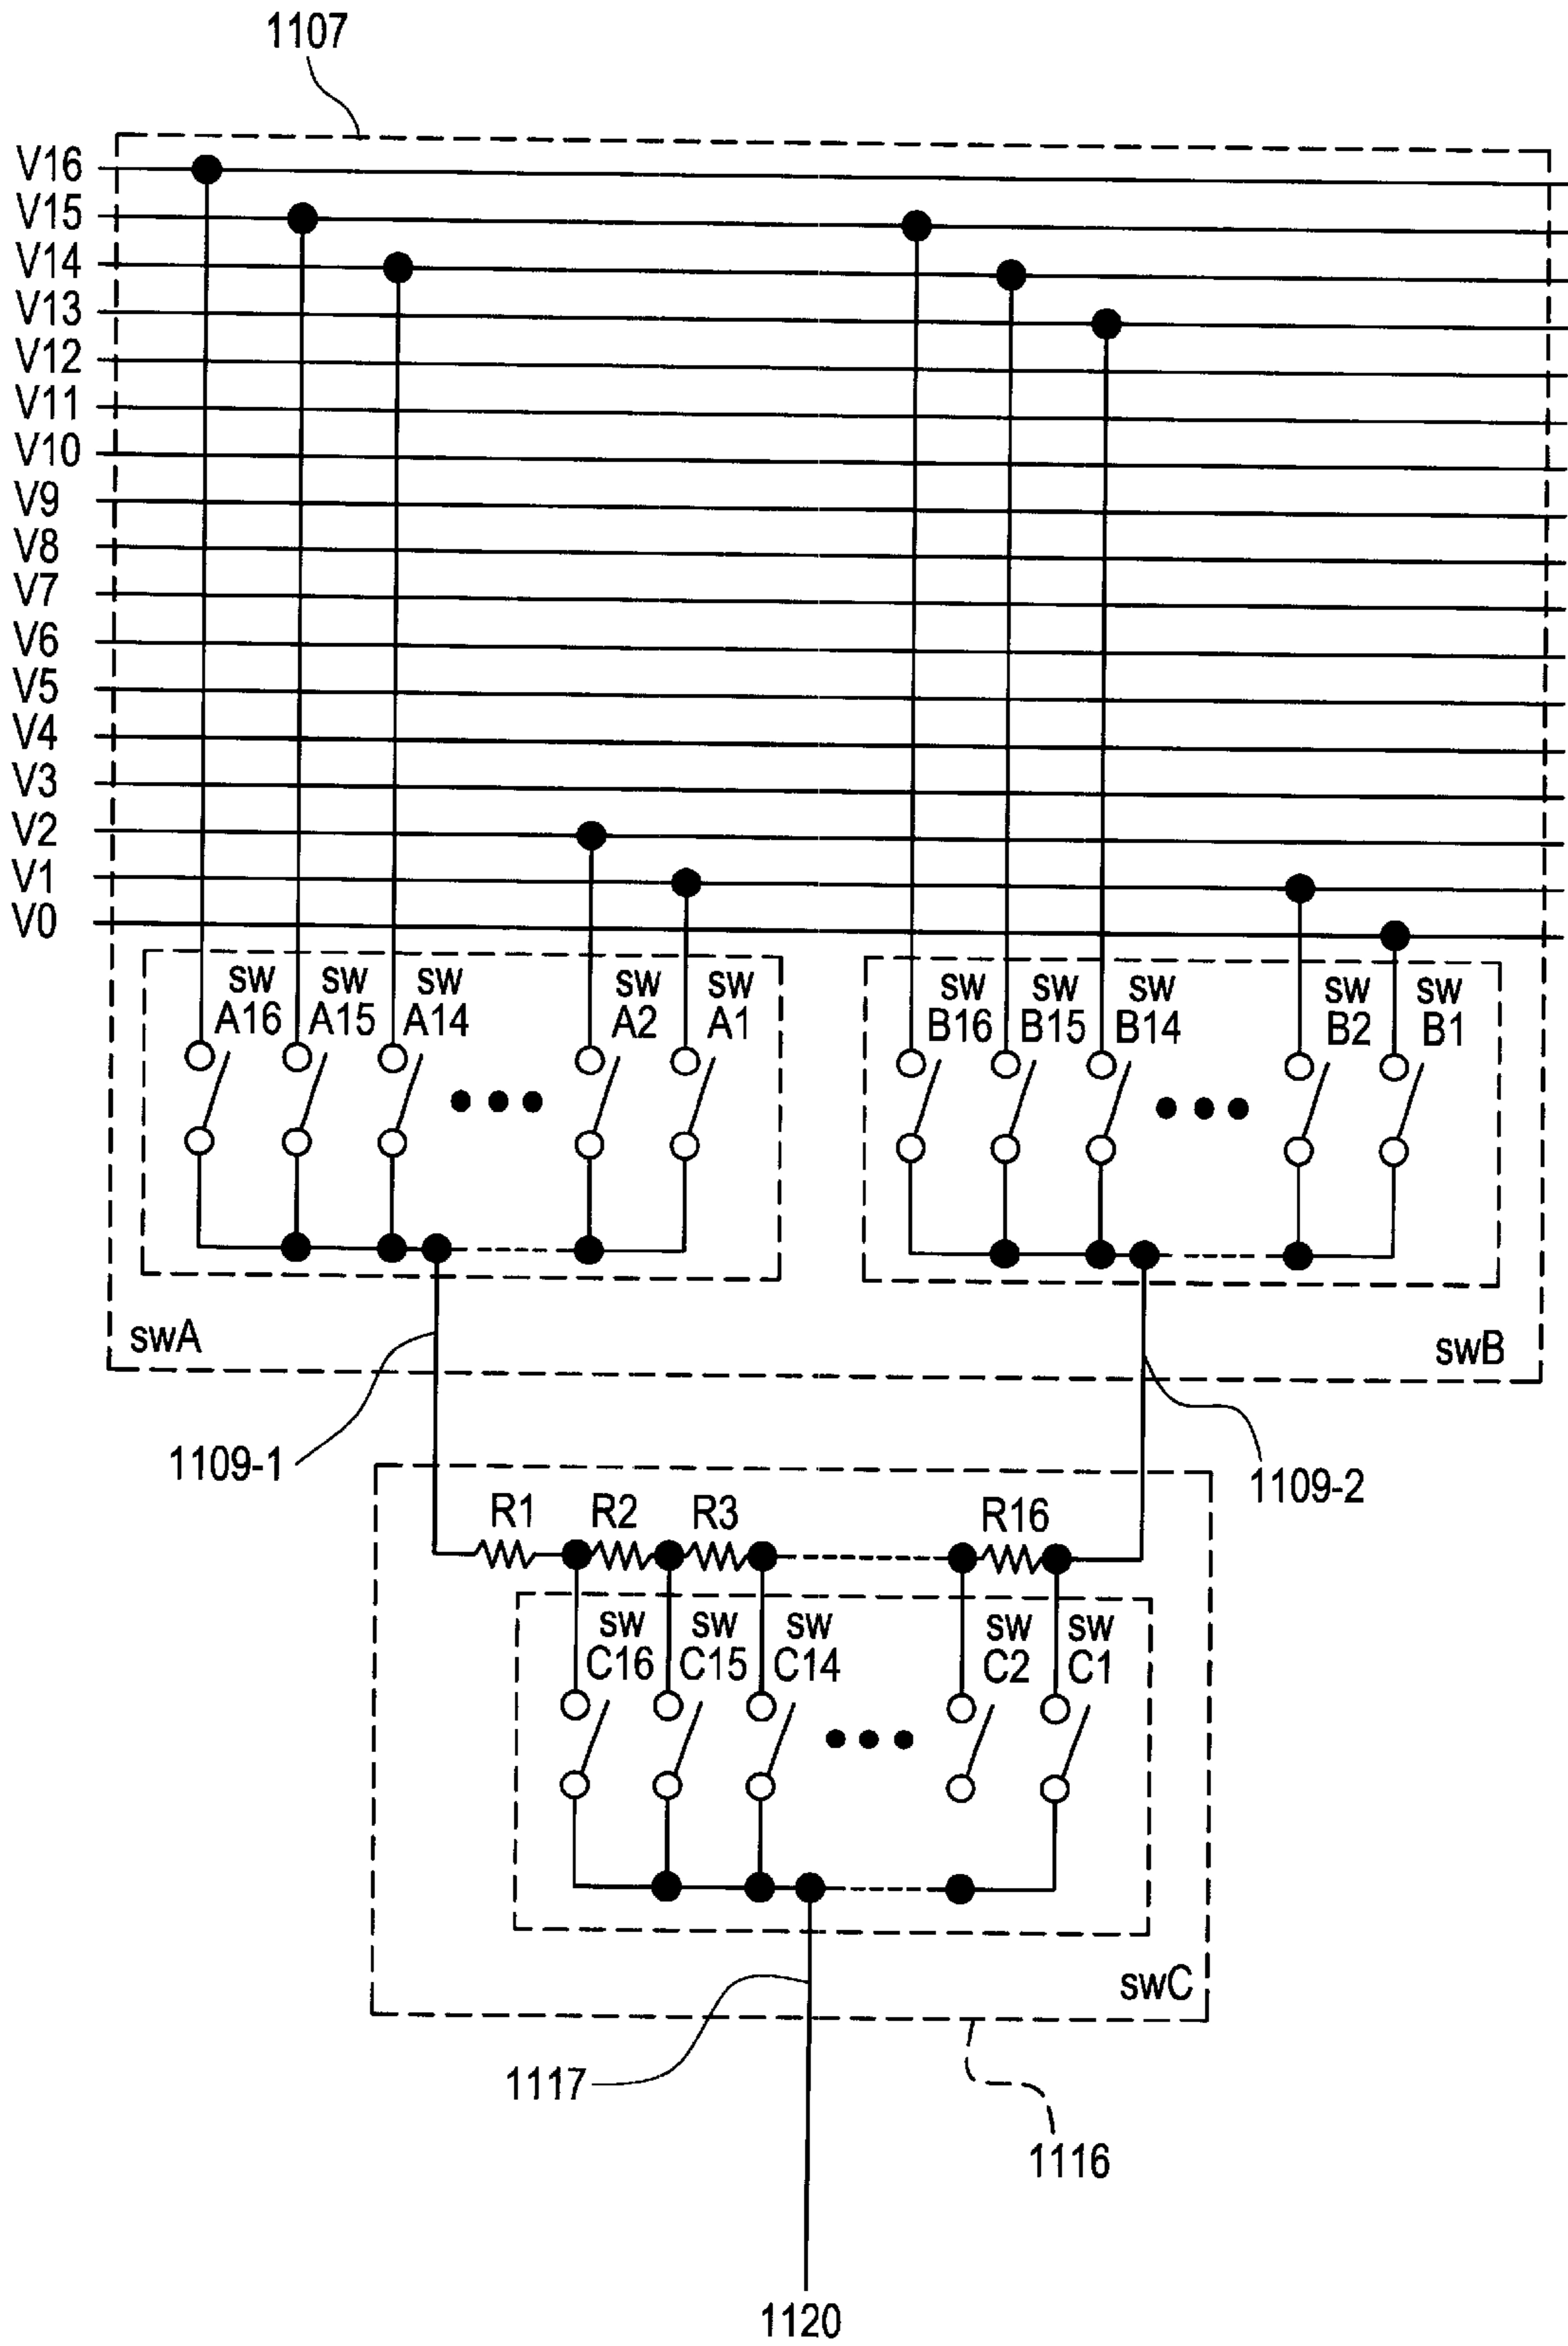 1107
V16
V15
V14
V13
V12
V11
V10
V9
V8
V7
V6
V5
V4
V3
V2
V1
V0
sw A16
sw A15
sw A14
sw A2
sw A1
sw B16
sw B15
sw B14
sw B2
sw B1
swA
swB
1109-1
1109-2
R1
R2
R3
R16
sw C16
sw C15
sw C14
sw C2
sw C1
swC
1117
1116
1120